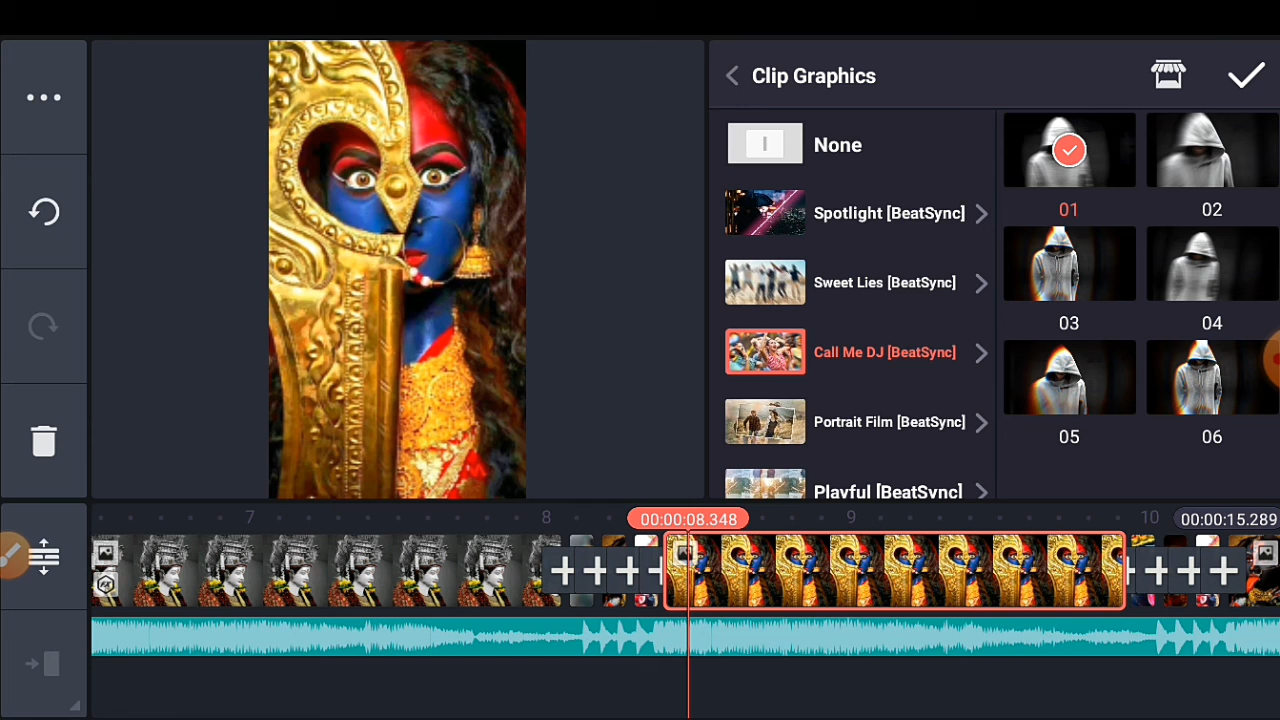 Clip Graphics
None
Spotlight [BeatSync]
Sweet Lies [BeatSync]
Call Me DJ [BeatSync]
Portrait Film [BeatSync]
Playful [BeatSync]
01
02
03
04
05
06
7
8
00:00:08.348
9
10
00:00:15.289